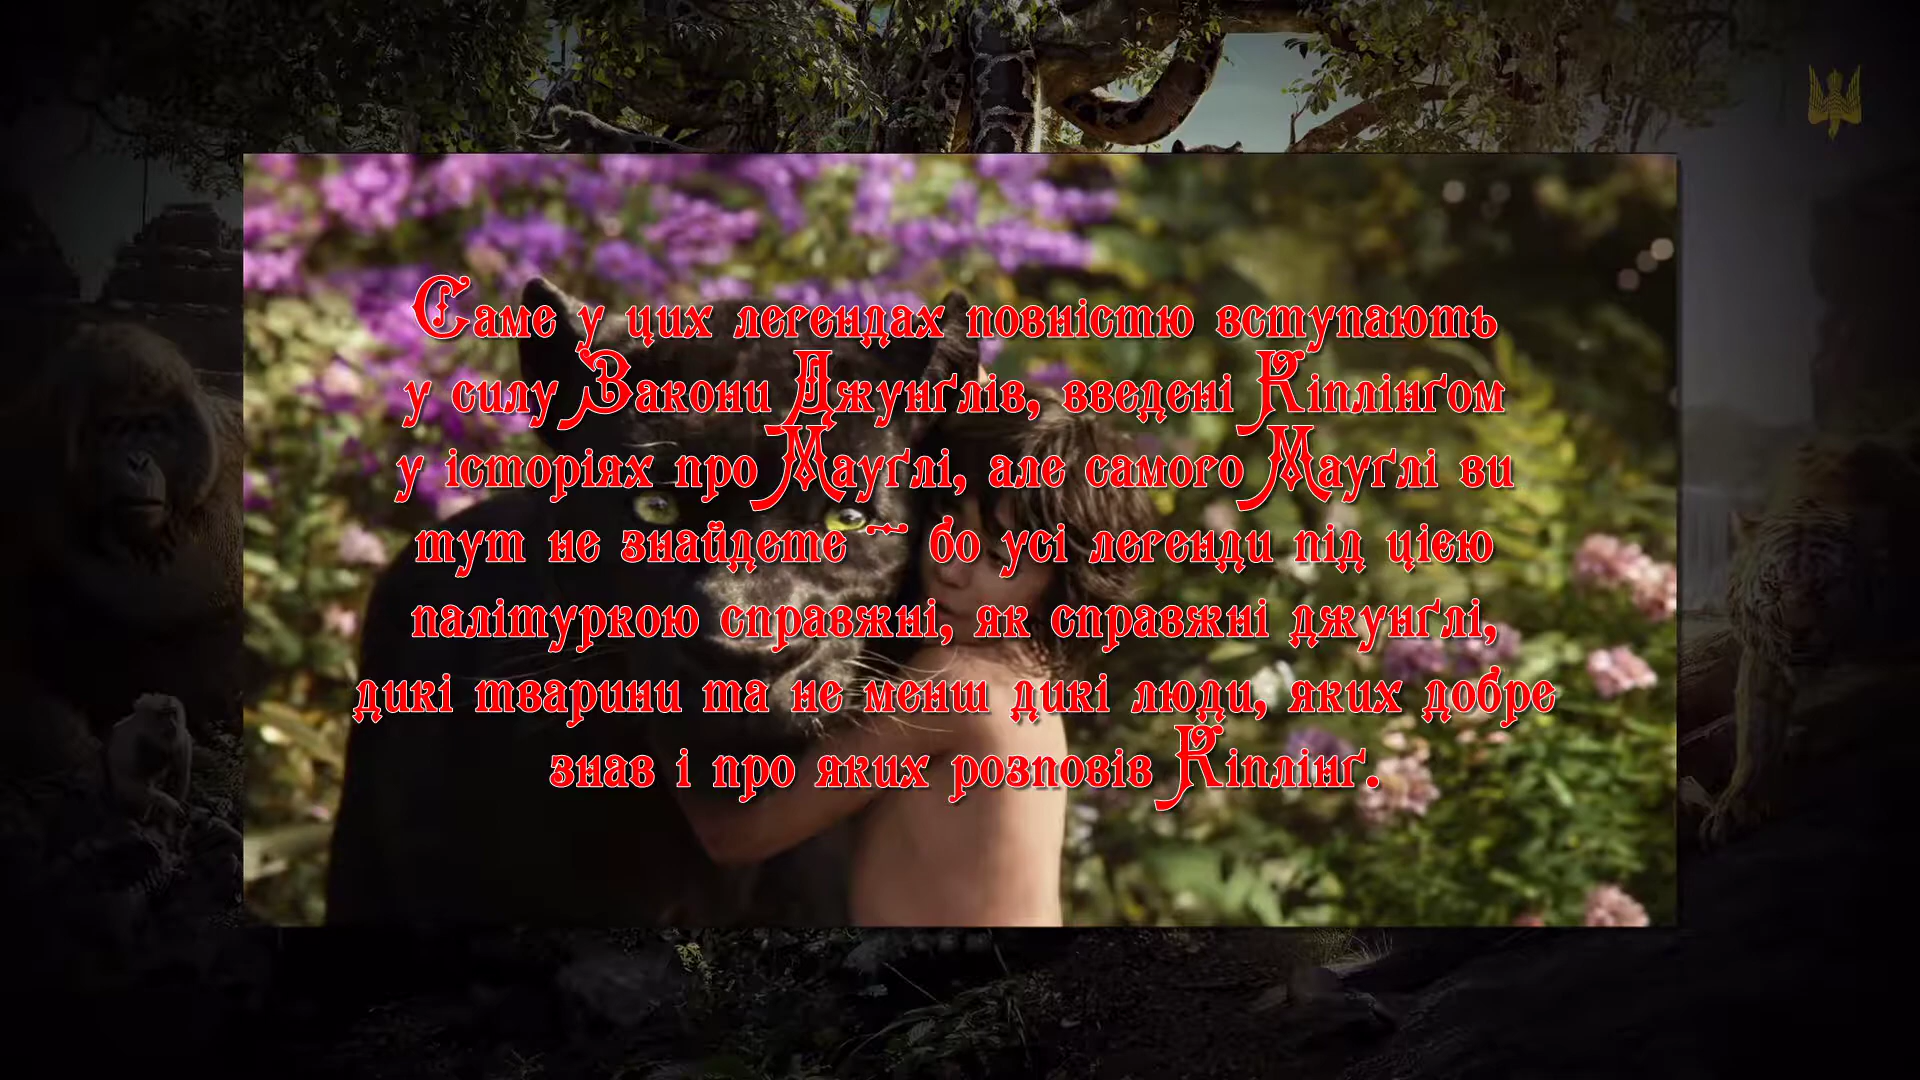 Саме у цих легендах повністю вступають
у силу Закони Джунґлів, введені Кіплінґом
у історіях про Мауґлі, але самого Мауґлі ви
тут не знайдете – бо усі легенди під цією
палітуркою справжні, як справжні джунґлі,
дикі тварини та не менш дикі люди, яких добре
знав і про яких розповів Кіплінґ.